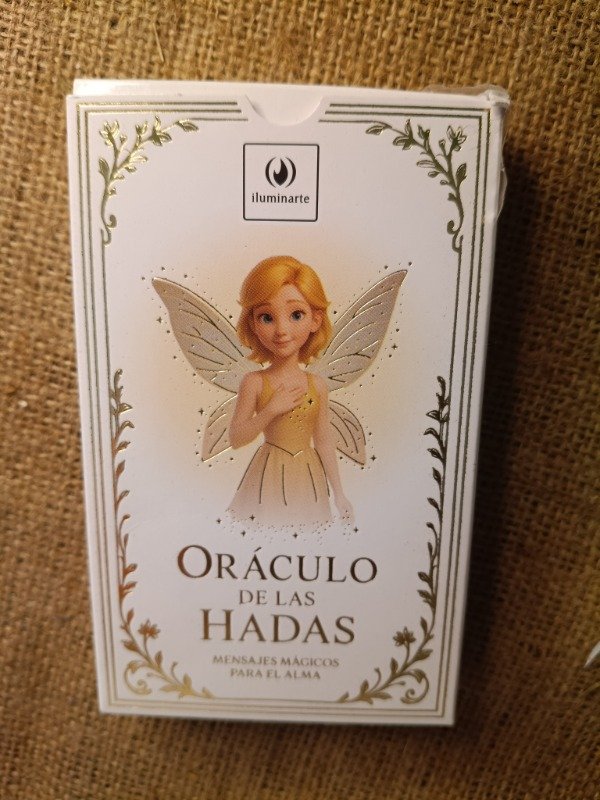 iluminarte
ORÁCULO
DE LAS
HADAS
MENSAJES MÁGICOS
PARA EL ALMA